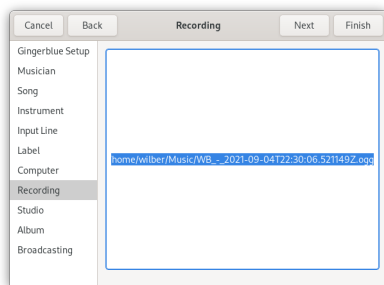 Cancel Back Recording Next Finish
Gingerblue Setup
Musician
Song
Instrument
Input Line
Label
Computer
Recording
Studio
Album
Broadcasting
home/wilber/Music/WB_-_2021-09-04T22:30:06.521149Z.ogg